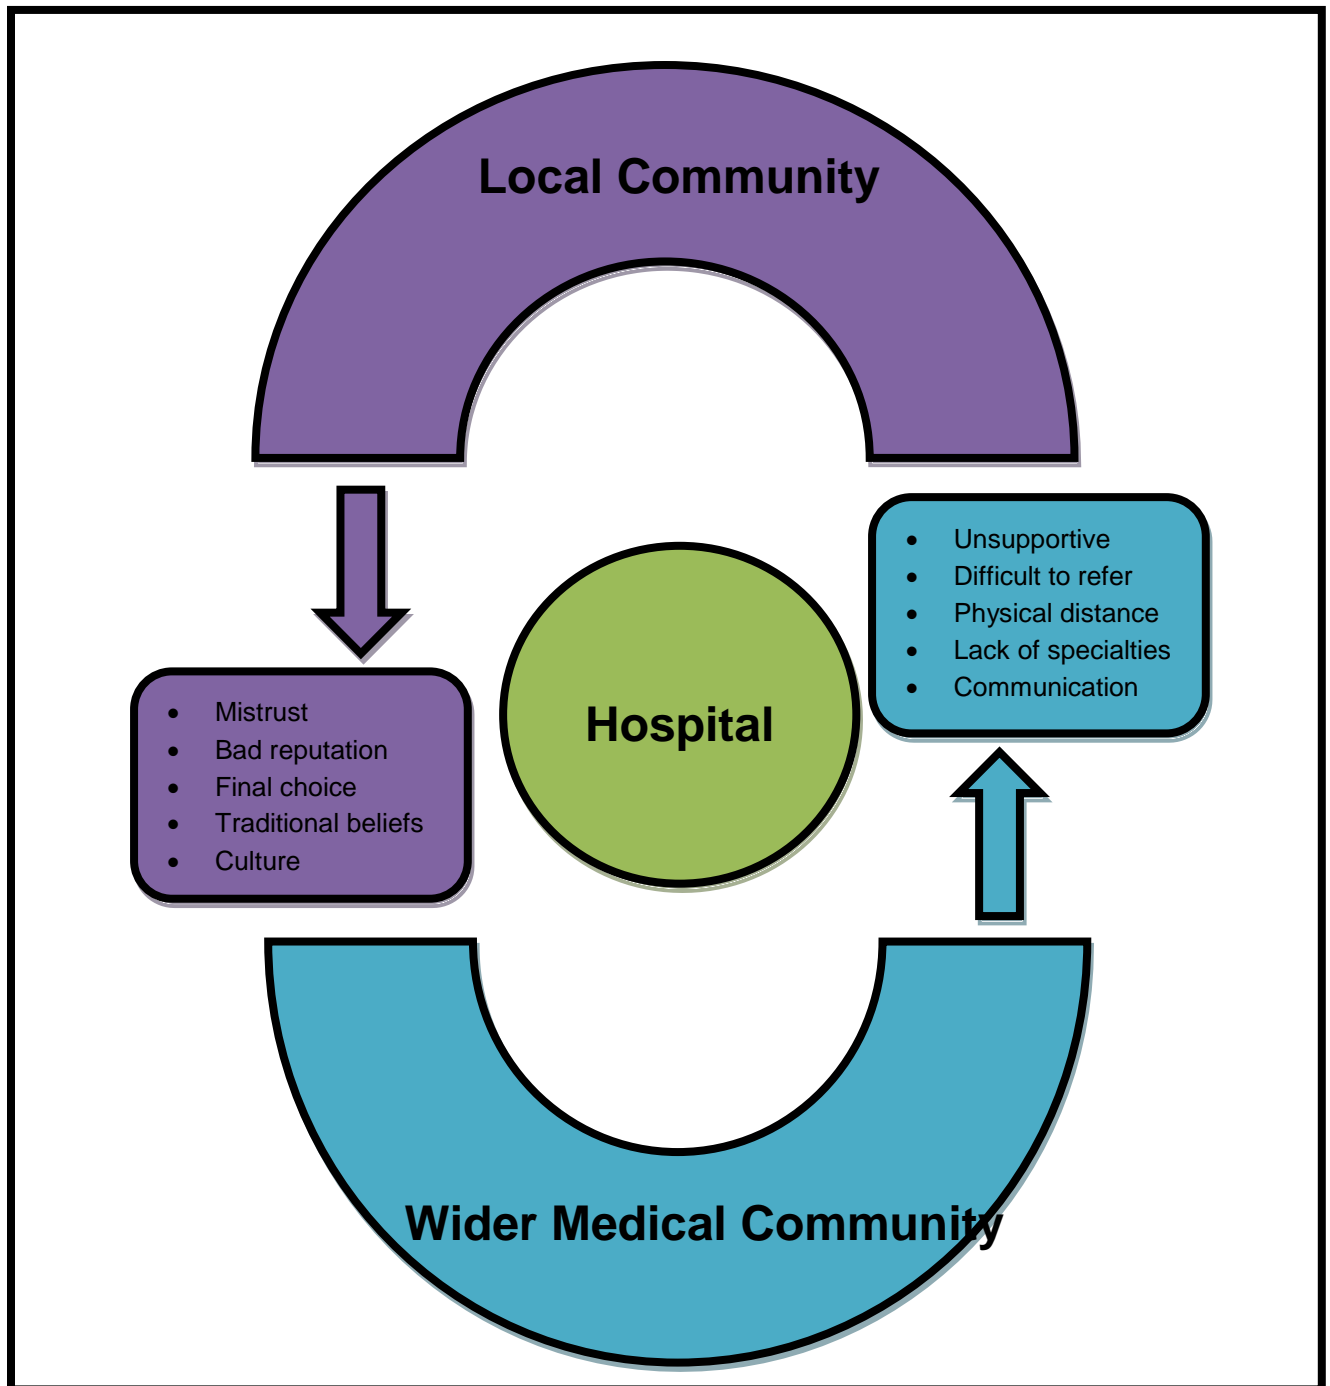 Local Community
• Unsupportive
• Difficult to refer
• Physical distance
• Lack of specialties
• Communication
Hospital
• Mistrust
• Bad reputation
• Final choice
• Traditional beliefs
• Culture
Wider Medical Community